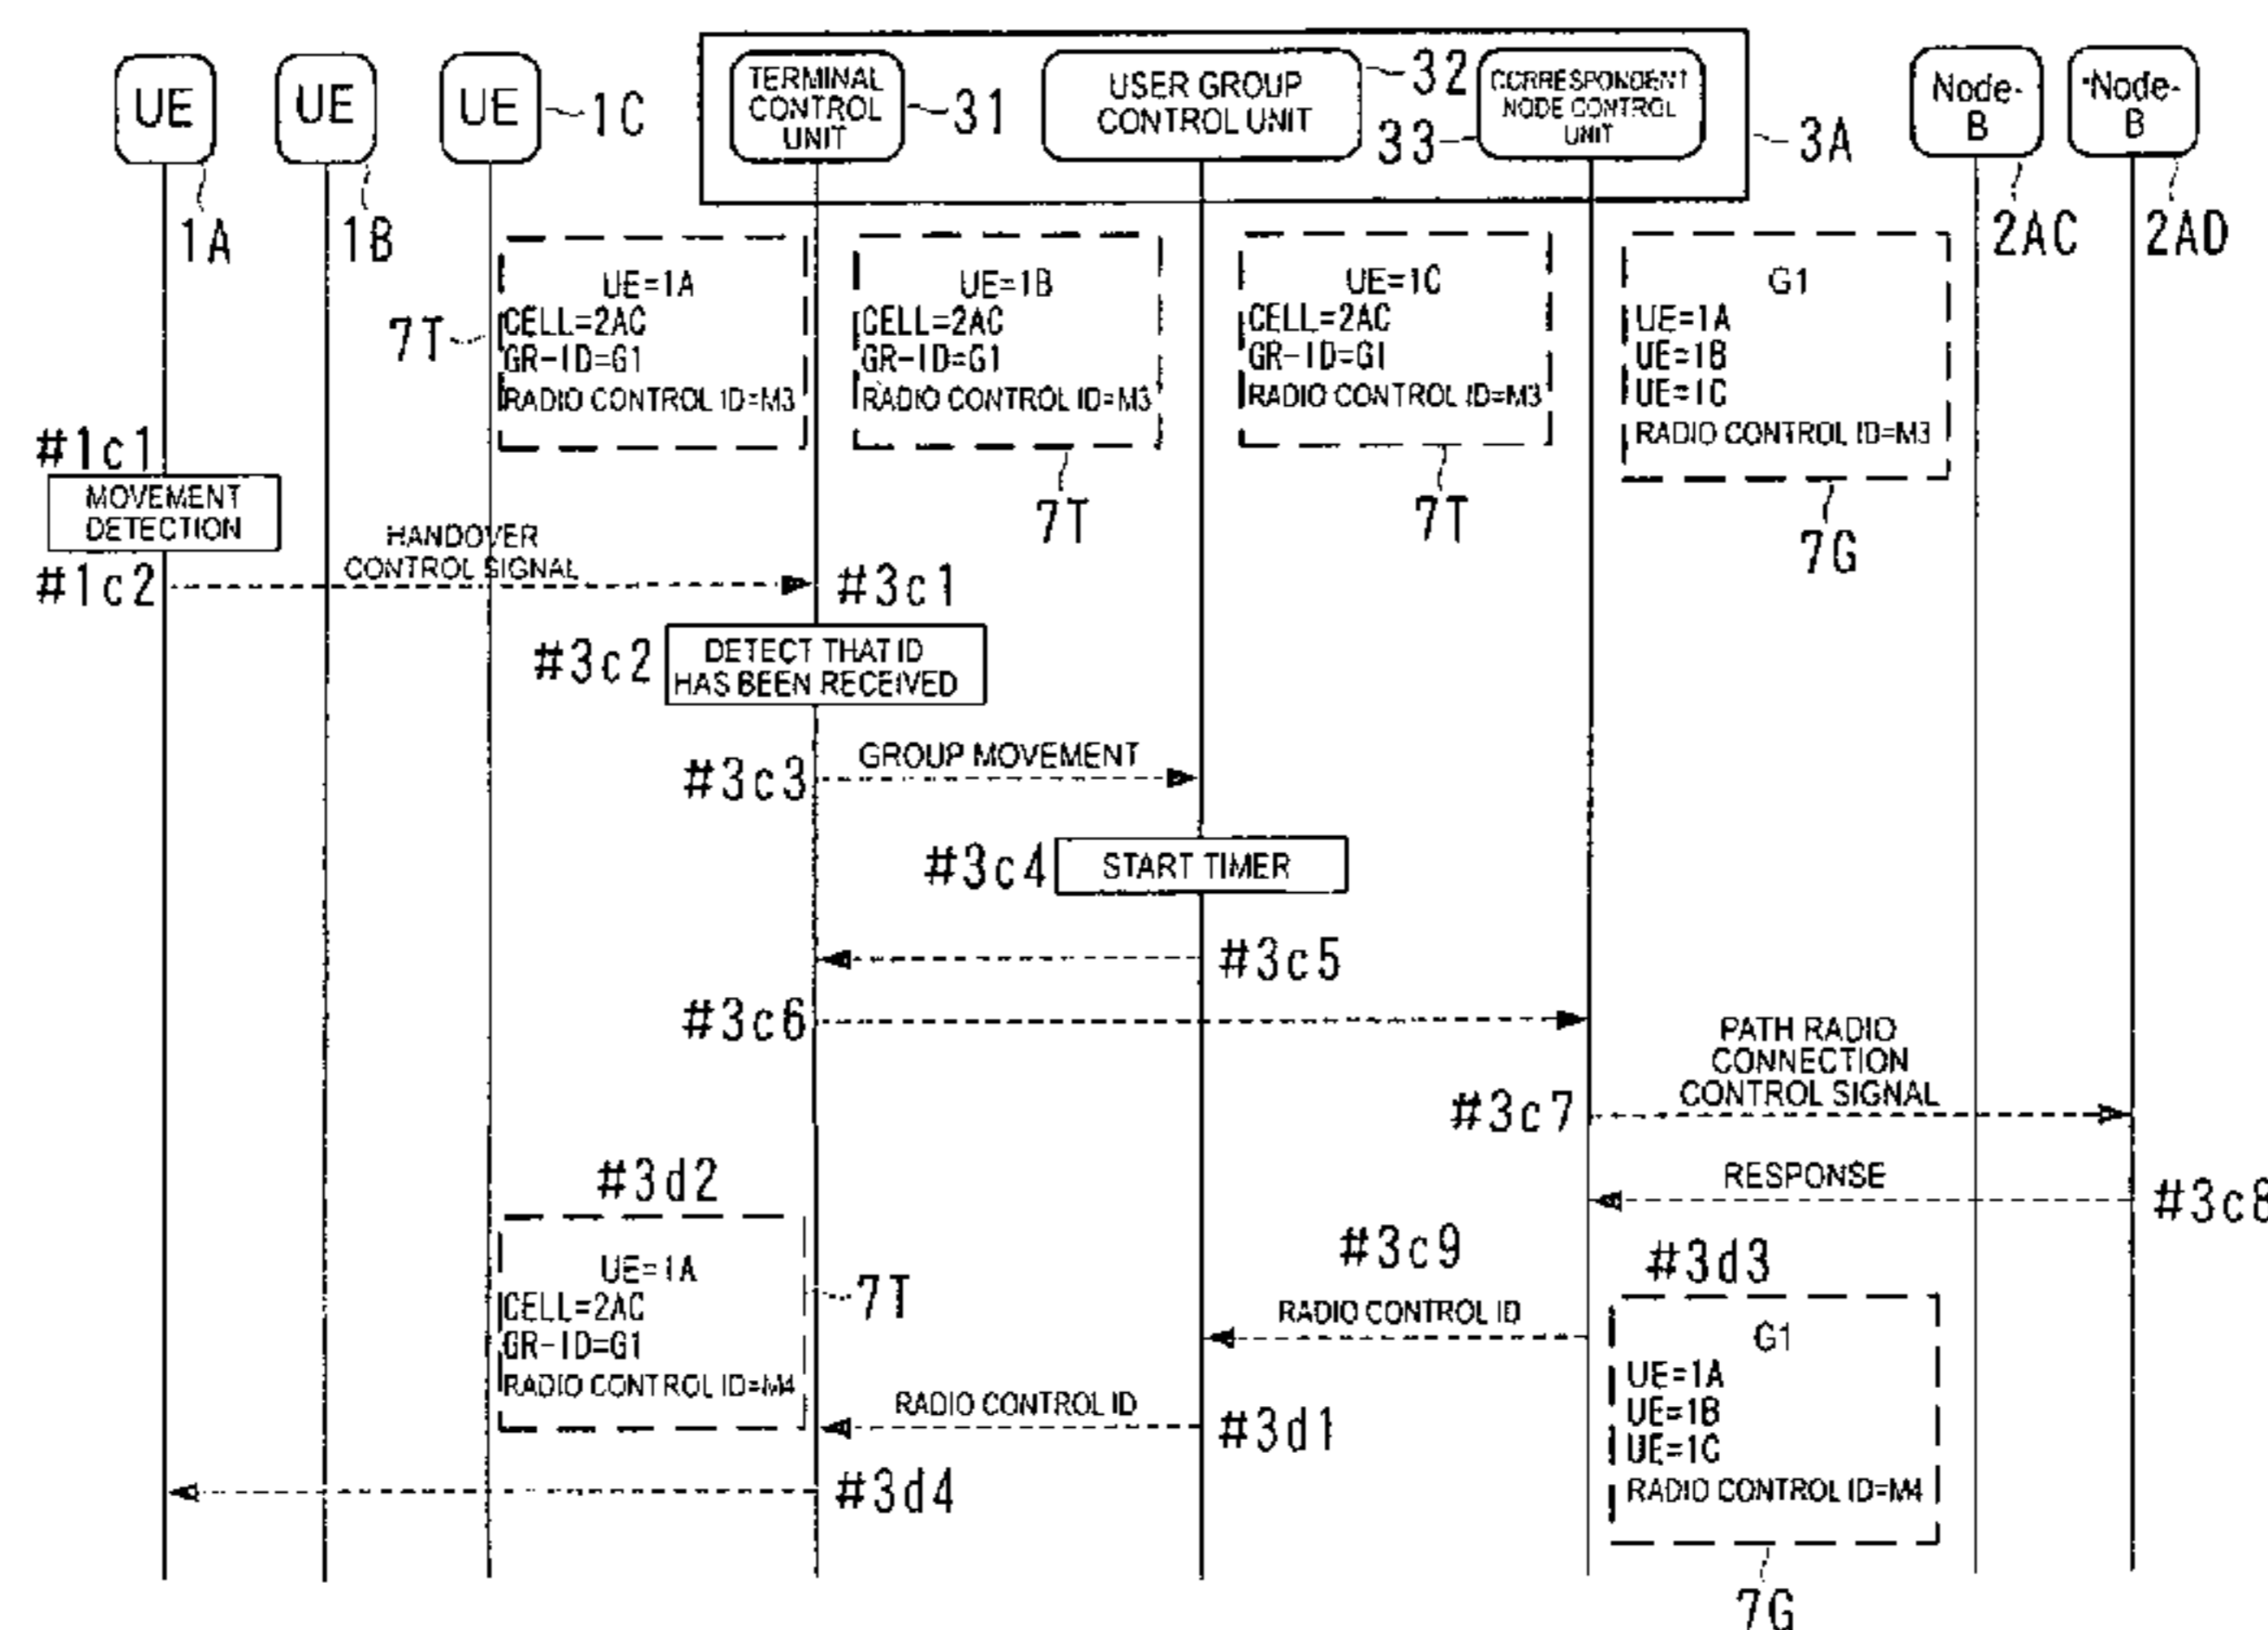 UE
UE
UE
1C
TERMINAL
CONTROL
UNIT
31
USER GROUP
CONTROL UNIT
32
33
CORRESPONDENT
NODE CONTROL
UNIT
3A
Node-
B
Node-
B
1A
1B
2AC
2AD
7T
UE=1A
CELL=2AC
GR-ID=G1
RADIO CONTROL ID=M3
UE=1B
CELL=2AC
GR-ID=G1
RADIO CONTROL ID=M3
7T
UE=1C
CELL=2AC
GR-ID=G1
RADIO CONTROL ID=M3
7T
G1
UE=1A
UE=1B
UE=1C
RADIO CONTROL ID=M3
7G
#1c1
MOVEMENT
DETECTION
#1c2
HANDOVER
CONTROL SIGNAL
#3c1
#3c2
DETECT THAT ID
HAS BEEN RECEIVED
#3c3
GROUP MOVEMENT
#3c4
START TIMER
#3c5
#3c6
PATH RADIO
CONNECTION
CONTROL SIGNAL
#3c7
RESPONSE
#3c8
#3d2
UE=1A
CELL=2AC
GR-ID=G1
RADIO CONTROL ID=M4
7T
#3c9
RADIO CONTROL ID
RADIO CONTROL ID
#3d1
#3d3
G1
UE=1A
UE=1B
UE=1C
RADIO CONTROL ID=M4
7G
#3d4